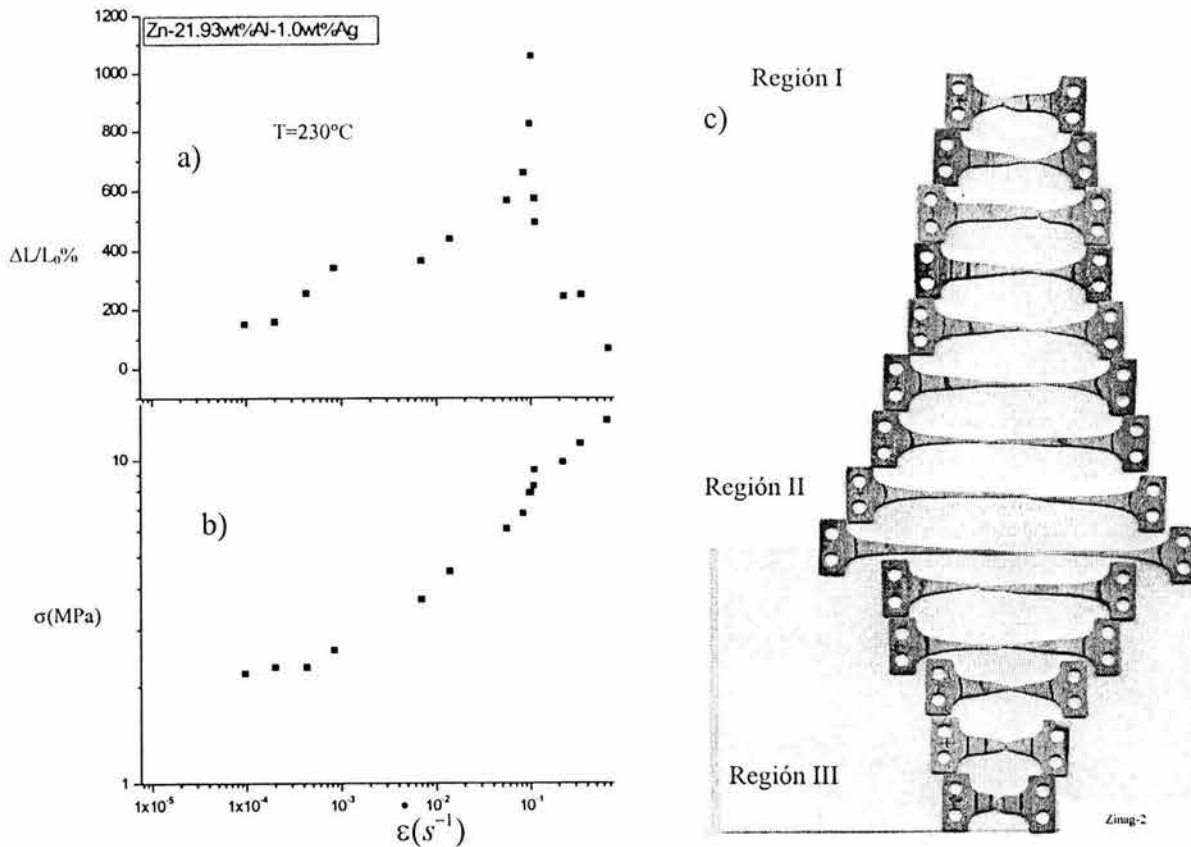 Zn-21.93wt%Al-1.0wt%Ag
T=230°C
a)
1200
1000
800
600
400
200
0
ΔL/L₀%
b)
10
1
σ(MPa)
1x10⁻⁵
1x10⁻⁴
10⁻³
10⁻²
10⁻¹
ε̇(s⁻¹)
c)
Región I
Región II
Región III
Zinag-2